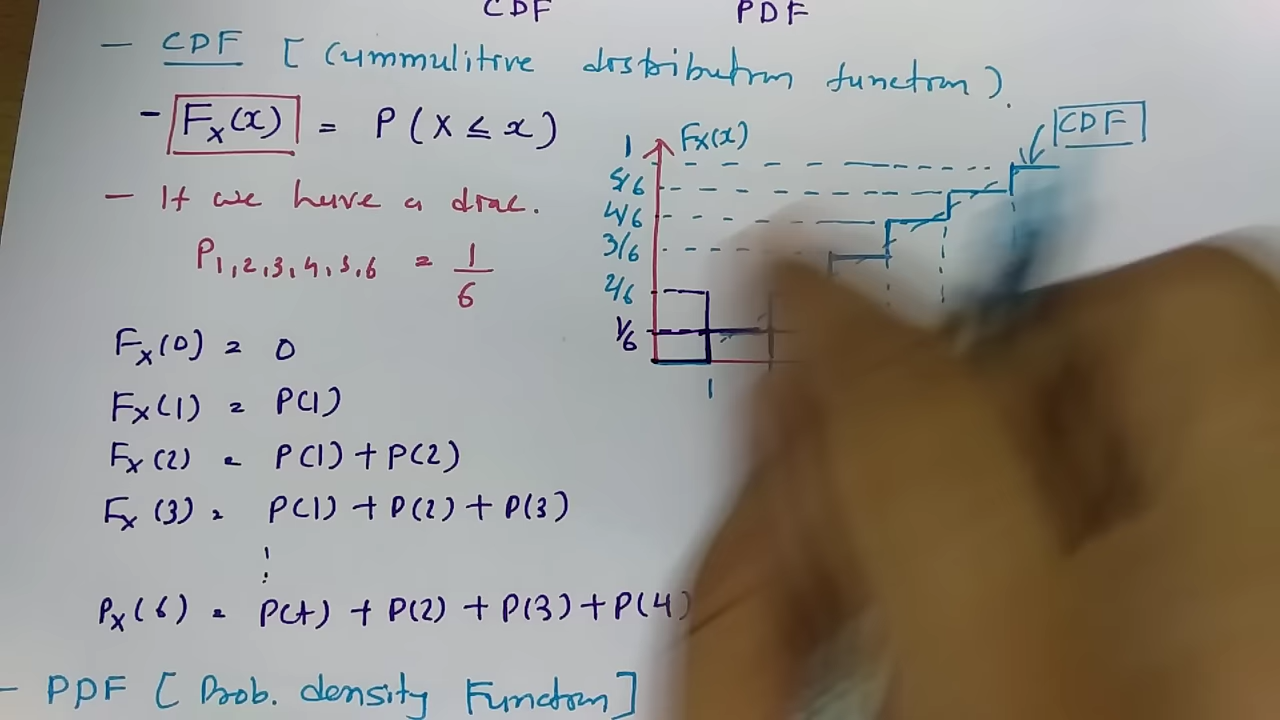 CDF PDF
- CDF [Cummulitive distribution function).
- Fx(x) = P(X ≤ x)
- If we have a dice.
P1,2,3,4,5,6 = 1/6
Fx(0) = 0
Fx(1) = P(1)
Fx(2) = P(1) + P(2)
Fx(3) = P(1) + P(2) + P(3)
Px(6) = P(1) + P(2) + P(3) + P(4)
- PDF [Prob. density Function]
Fx(x)
CDF
1
5/6
4/6
3/6
2/6
1/6
1